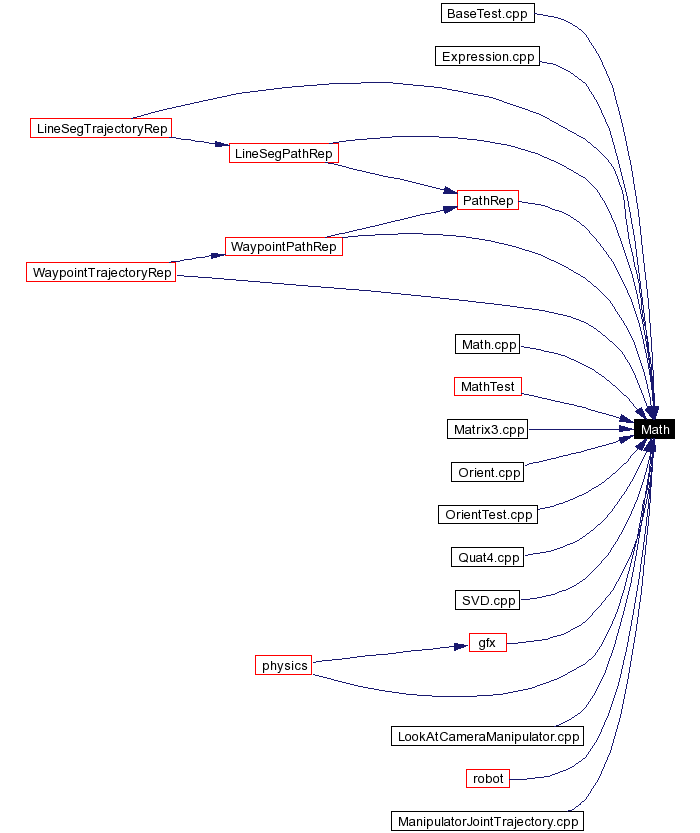 BaseTest.cpp
Expression.cpp
LineSegTrajectoryRep
LineSegPathRep
PathRep
WaypointPathRep
WaypointTrajectoryRep
Math.cpp
MathTest
Math
Matrix3.cpp
Orient.cpp
OrientTest.cpp
Quat4.cpp
SVD.cpp
gfx
physics
LookAtCameraManipulator.cpp
robot
ManipulatorJointTrajectory.cpp